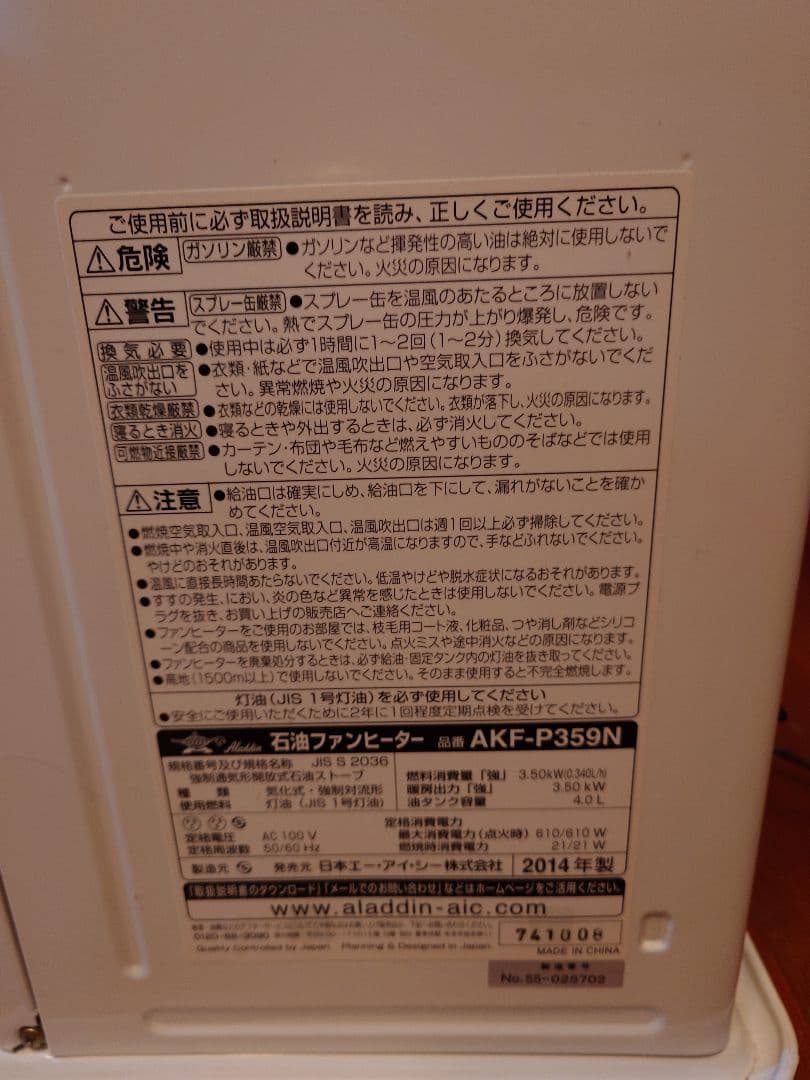 ご使用前に必ず取扱説明書を読み、正しくご使用ください。
⚠危険 ガソリン厳禁 ●ガソリンなど揮発性の高い油は絶対に使用しないで
ください。火災の原因になります。
⚠警告 スプレー缶厳禁 ●スプレー缶を温風のあたるところに放置しない
でください。熱でスプレー缶の圧力が上がり爆発し、危険です。
換気必要 ●使用中は必ず1時間に1〜2回(1〜2分)換気してください。
温風吹出口をふさがない ●衣類・紙などで温風吹出口や空気取入口をふさがないでくだ
さい。異常燃焼や火災の原因になります。
衣類乾燥厳禁 ●衣類などの乾燥には使用しないでください。衣類が落下し、火災の原因になります。
寝るとき消火 ●寝るときや外出するときは、必ず消火してください。
可燃物近接厳禁 ●カーテン・布団や毛布など燃えやすいもののそばなどでは使用
しないでください。火災の原因になります。
⚠注意 ●給油口は確実にしめ、給油口を下にして、漏れがないことを確か
めてください。
●燃焼空気取入口、温風空気取入口、温風吹出口は週1回以上必ず掃除してください。
●燃焼中や消火直後は、温風吹出口付近が高温になりますので、手などふれないでください。
やけどのおそれがあります。
●温風に直接長時間あたらないでください。低温やけどや脱水症状になるおそれがあります。
●すすの発生、におい、炎の色など異常を感じたときは使用しないでください。電源プ
ラグを抜き、お買い上げの販売店へご連絡ください。
●ファンヒーターをご使用のお部屋では、枝毛用コート液、化粧品、つや消し剤などシリコ
ーン配合の商品を使用しないでください。点火ミスや途中消火などの原因になります。
●ファンヒーターを廃棄処分するときは、必ず給油・固定タンク内の灯油を抜き取ってください。
●高地(1500m以上)で使用しないでください。そのまま使用すると不完全燃焼します。
灯油(JIS 1号灯油)を必ず使用してください
●安全にご使用いただくために2年に1回程度定期点検を受けてください。
Aladdin 石油ファンヒーター 品番 AKF-P359N
規格番号及び規格名称 JIS S 2036
強制通気形開放式石油ストーブ
種類 気化式・強制対流形
使用燃料 灯油(JIS 1号灯油)
燃料消費量「強」 3.50kW(0.340L/h)
暖房出力「強」 3.50kW
油タンク容量 4.0L
定格電圧 AC 100V
定格周波数 50/60Hz
定格消費電力
最大消費電力(点火時) 610/610W
燃焼時消費電力 21/21W
製造元 発売元 日本エー・アイ・シー株式会社 2014年製
「取扱説明書のダウンロード」「メールでのお問い合わせ」などはホームページをご活用ください。
www.aladdin-aic.com
Quality Controlled by Japan. Planning & Designed in Japan.
741008
MADE IN CHINA
製造番号
No.55-025702